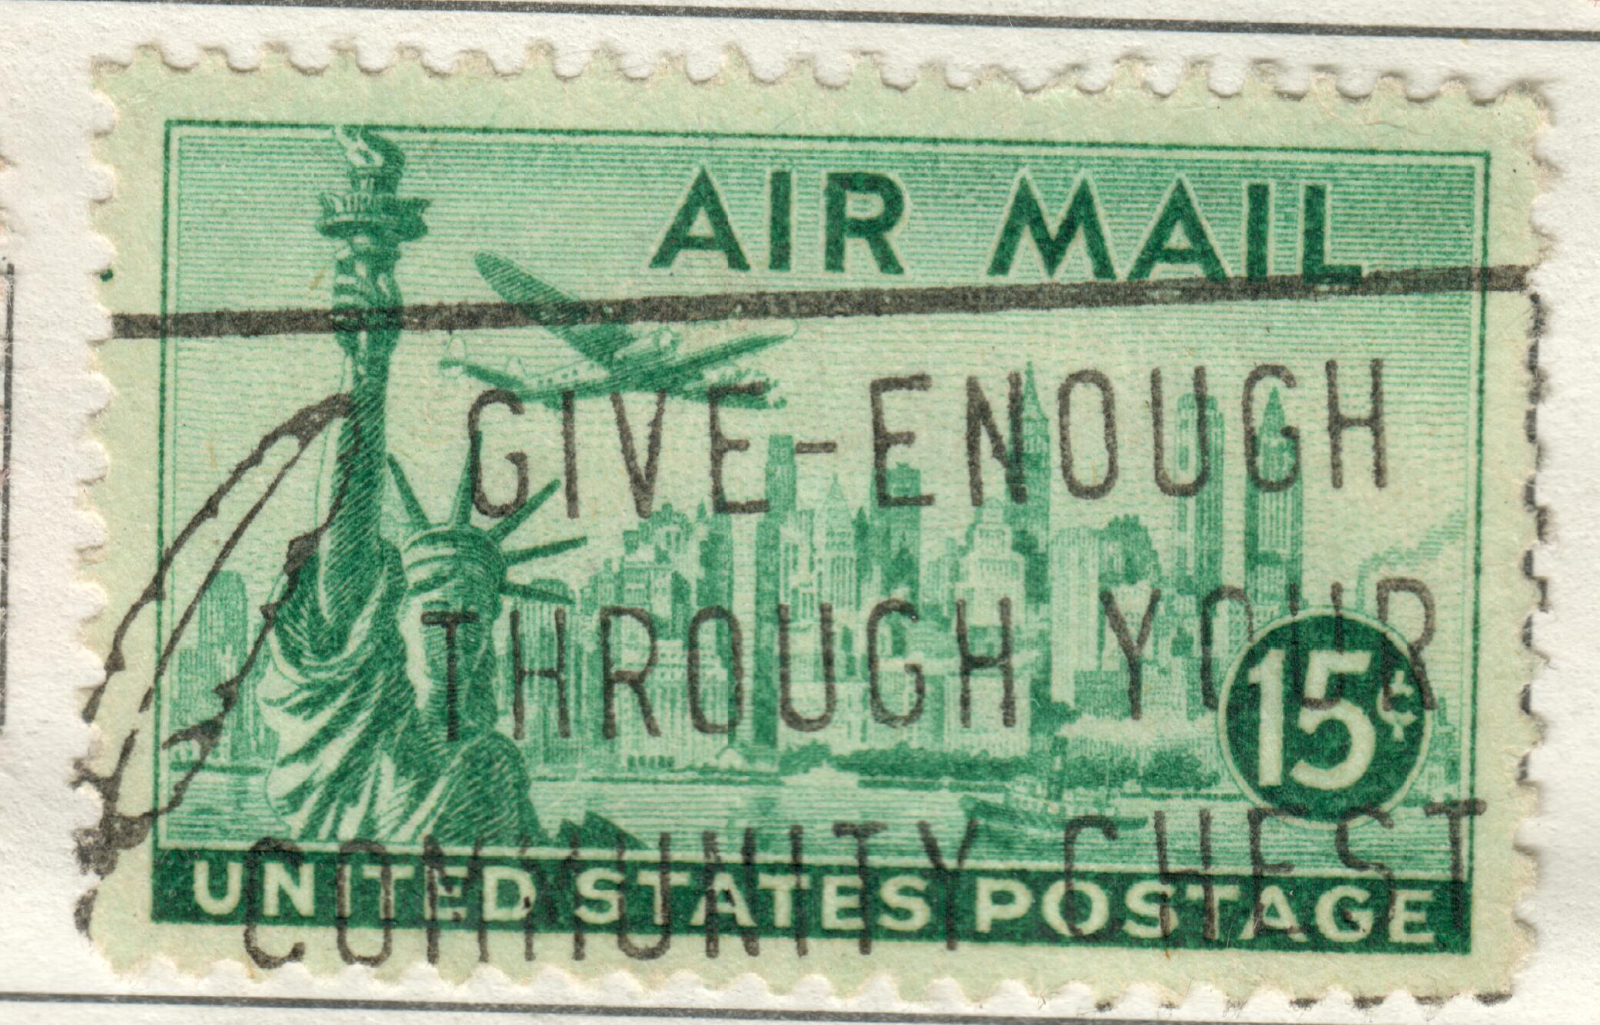 AIR MAIL
GIVE-ENOUGH
THROUGH YOUR
15¢
COMMUNITY CHEST
UNITED STATES POSTAGE